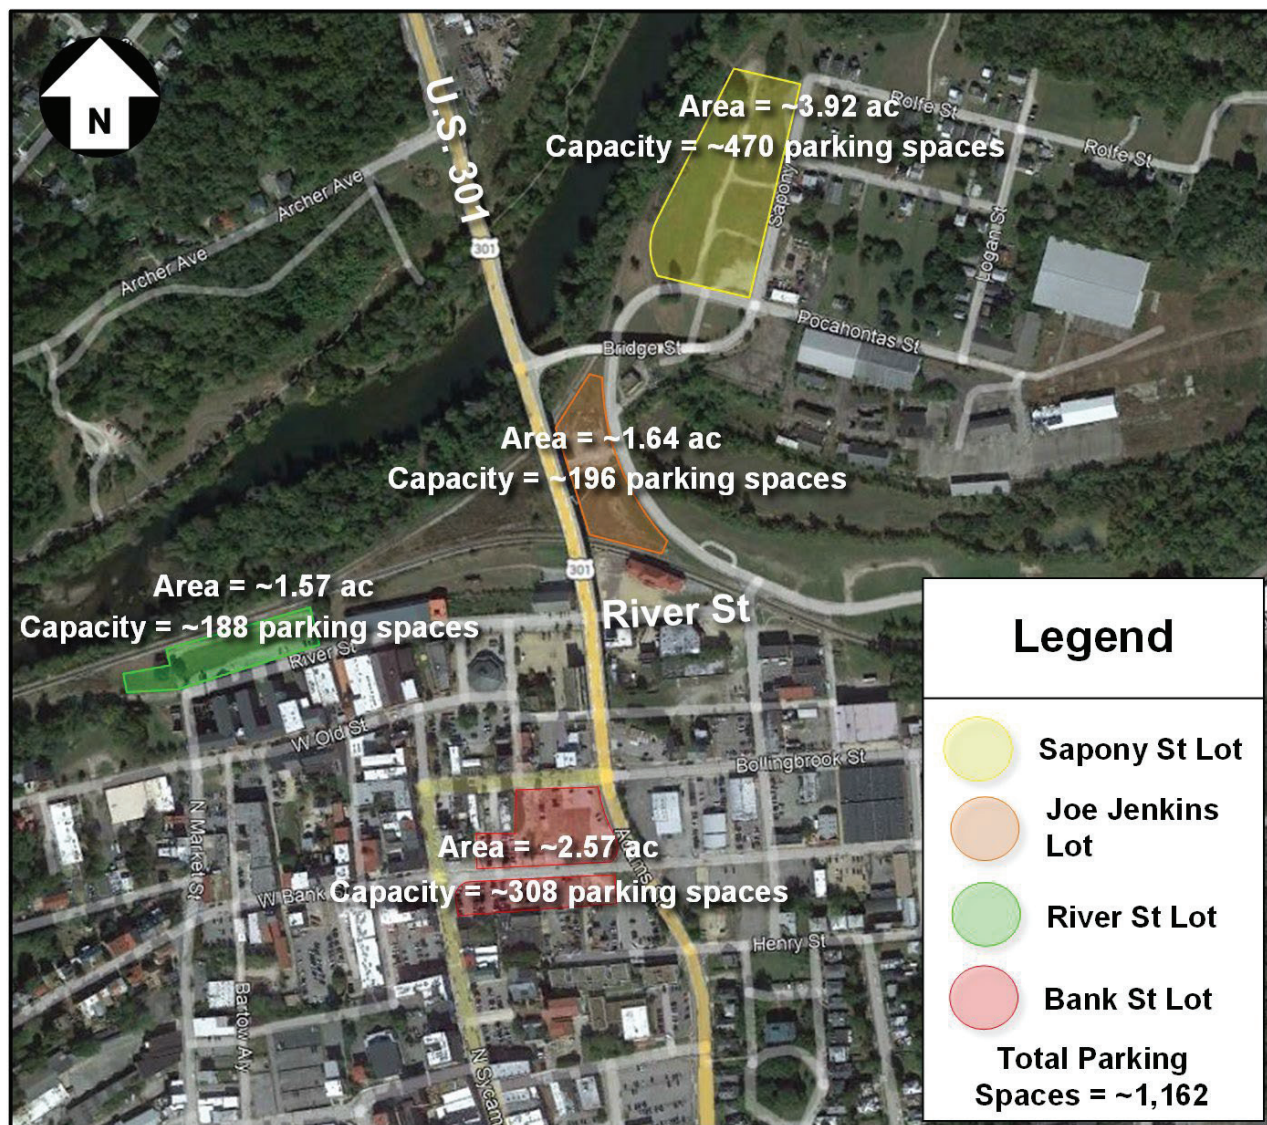 N
U.S. 301
Area = ~3.92 ac
Capacity = ~470 parking spaces
Rolfe St
Rolfe St
Archer Ave
Archer Ave
Sapony
Logan St
301
Pocahontas St
Bridge St
Area = ~1.64 ac
Capacity = ~196 parking spaces
301
Area = ~1.57 ac
Capacity = ~188 parking spaces
River St
River St
W Old St
Bollingbrook St
N Market St
Adams
Area = ~2.57 ac
W Bank
Capacity = ~308 parking spaces
Henry St
Bartow Aly
N Sycam
Legend
Sapony St Lot
Joe Jenkins
Lot
River St Lot
Bank St Lot
Total Parking
Spaces = ~1,162